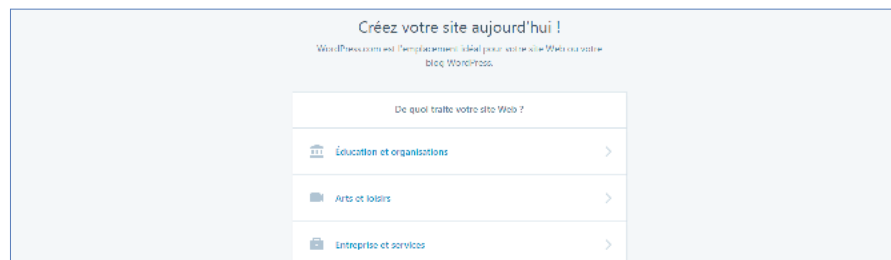 Créez votre site aujourd'hui !
WordPress.com est l'emplacement idéal pour votre site Web ou votre
blog WordPress.
De quoi traite votre site Web ?
Éducation et organisations
Arts et loisirs
Entreprise et services